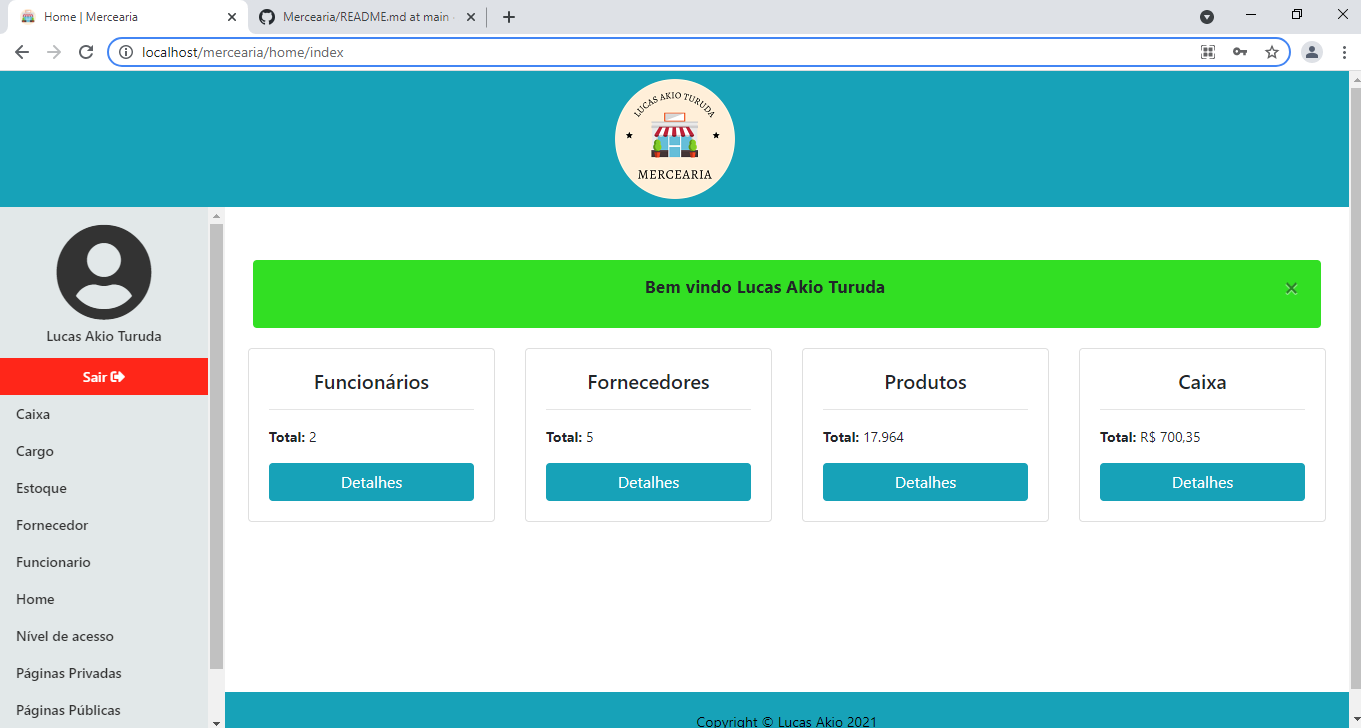 Home | Mercearia
Mercearia/README.md at main
localhost/mercearia/home/index
LUCAS AKIO TURUDA
MERCEARIA
Lucas Akio Turuda
Sair
Caixa
Cargo
Estoque
Fornecedor
Funcionario
Home
Nível de acesso
Páginas Privadas
Páginas Públicas
Bem vindo Lucas Akio Turuda ×
Funcionários
Total: 2
Detalhes
Fornecedores
Total: 5
Detalhes
Produtos
Total: 17.964
Detalhes
Caixa
Total: R$ 700,35
Detalhes
Copyright © Lucas Akio 2021